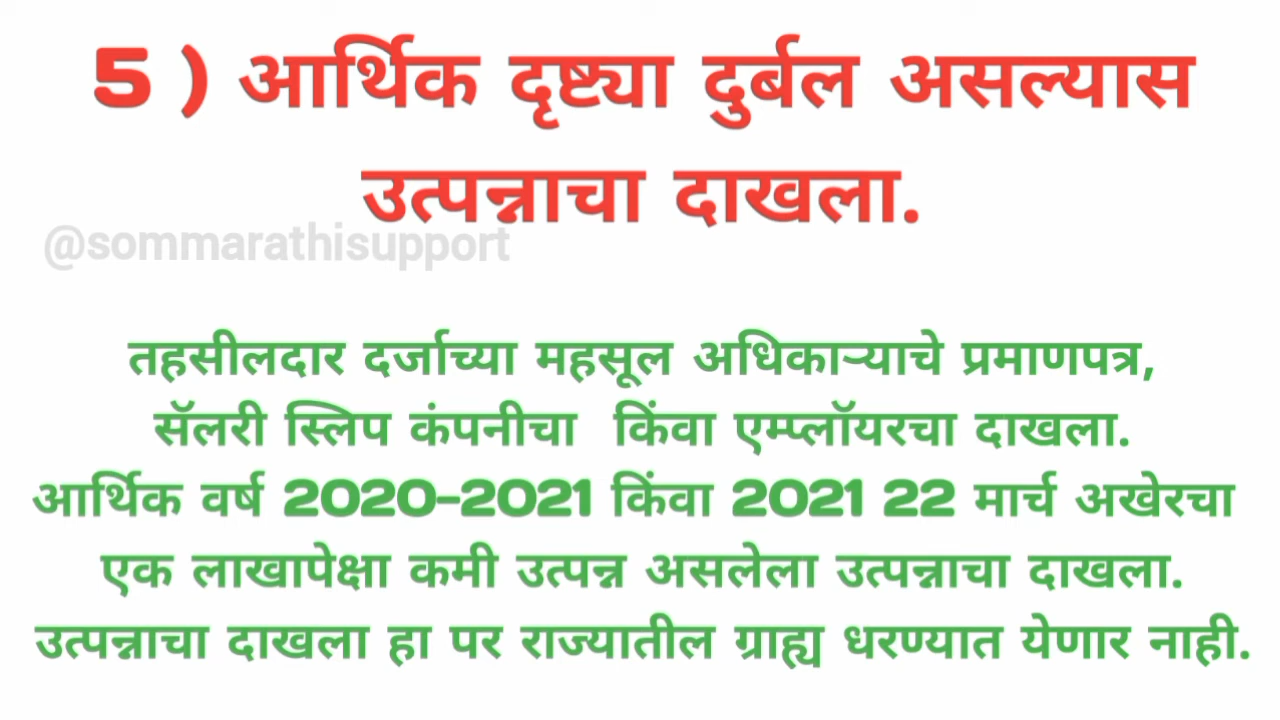 5 ) आर्थिक दृष्ट्या दुर्बल असल्यास
उत्पन्नाचा दाखला.
@sommarathisupport
तहसीलदार दर्जाच्या महसूल अधिकाऱ्याचे प्रमाणपत्र,
सॅलरी स्लिप कंपनीचा किंवा एम्प्लॉयरचा दाखला.
आर्थिक वर्ष 2020-2021 किंवा 2021 22 मार्च अखेरचा
एक लाखापेक्षा कमी उत्पन्न असलेला उत्पन्नाचा दाखला.
उत्पन्नाचा दाखला हा पर राज्यातील ग्राह्य धरण्यात येणार नाही.